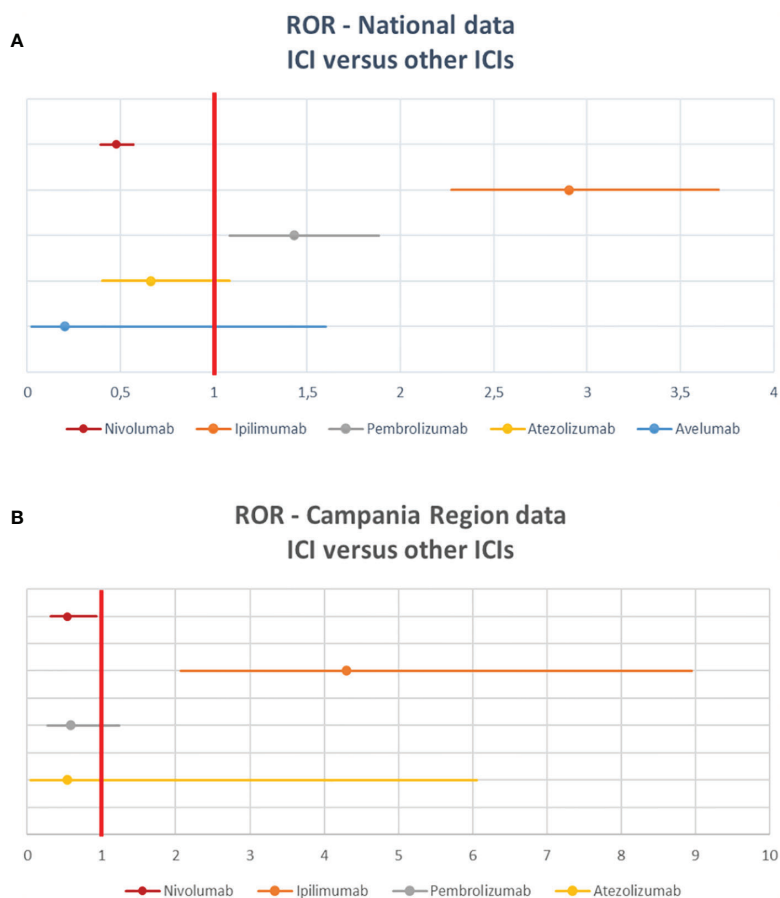 A
ROR - National data
ICI versus other ICIs
0 0,5 1 1,5 2 2,5 3 3,5 4
Nivolumab Ipilimumab Pembrolizumab Atezolizumab Avelumab
B
ROR - Campania Region data
ICI versus other ICIs
0 1 2 3 4 5 6 7 8 9 10
Nivolumab Ipilimumab Pembrolizumab Atezolizumab